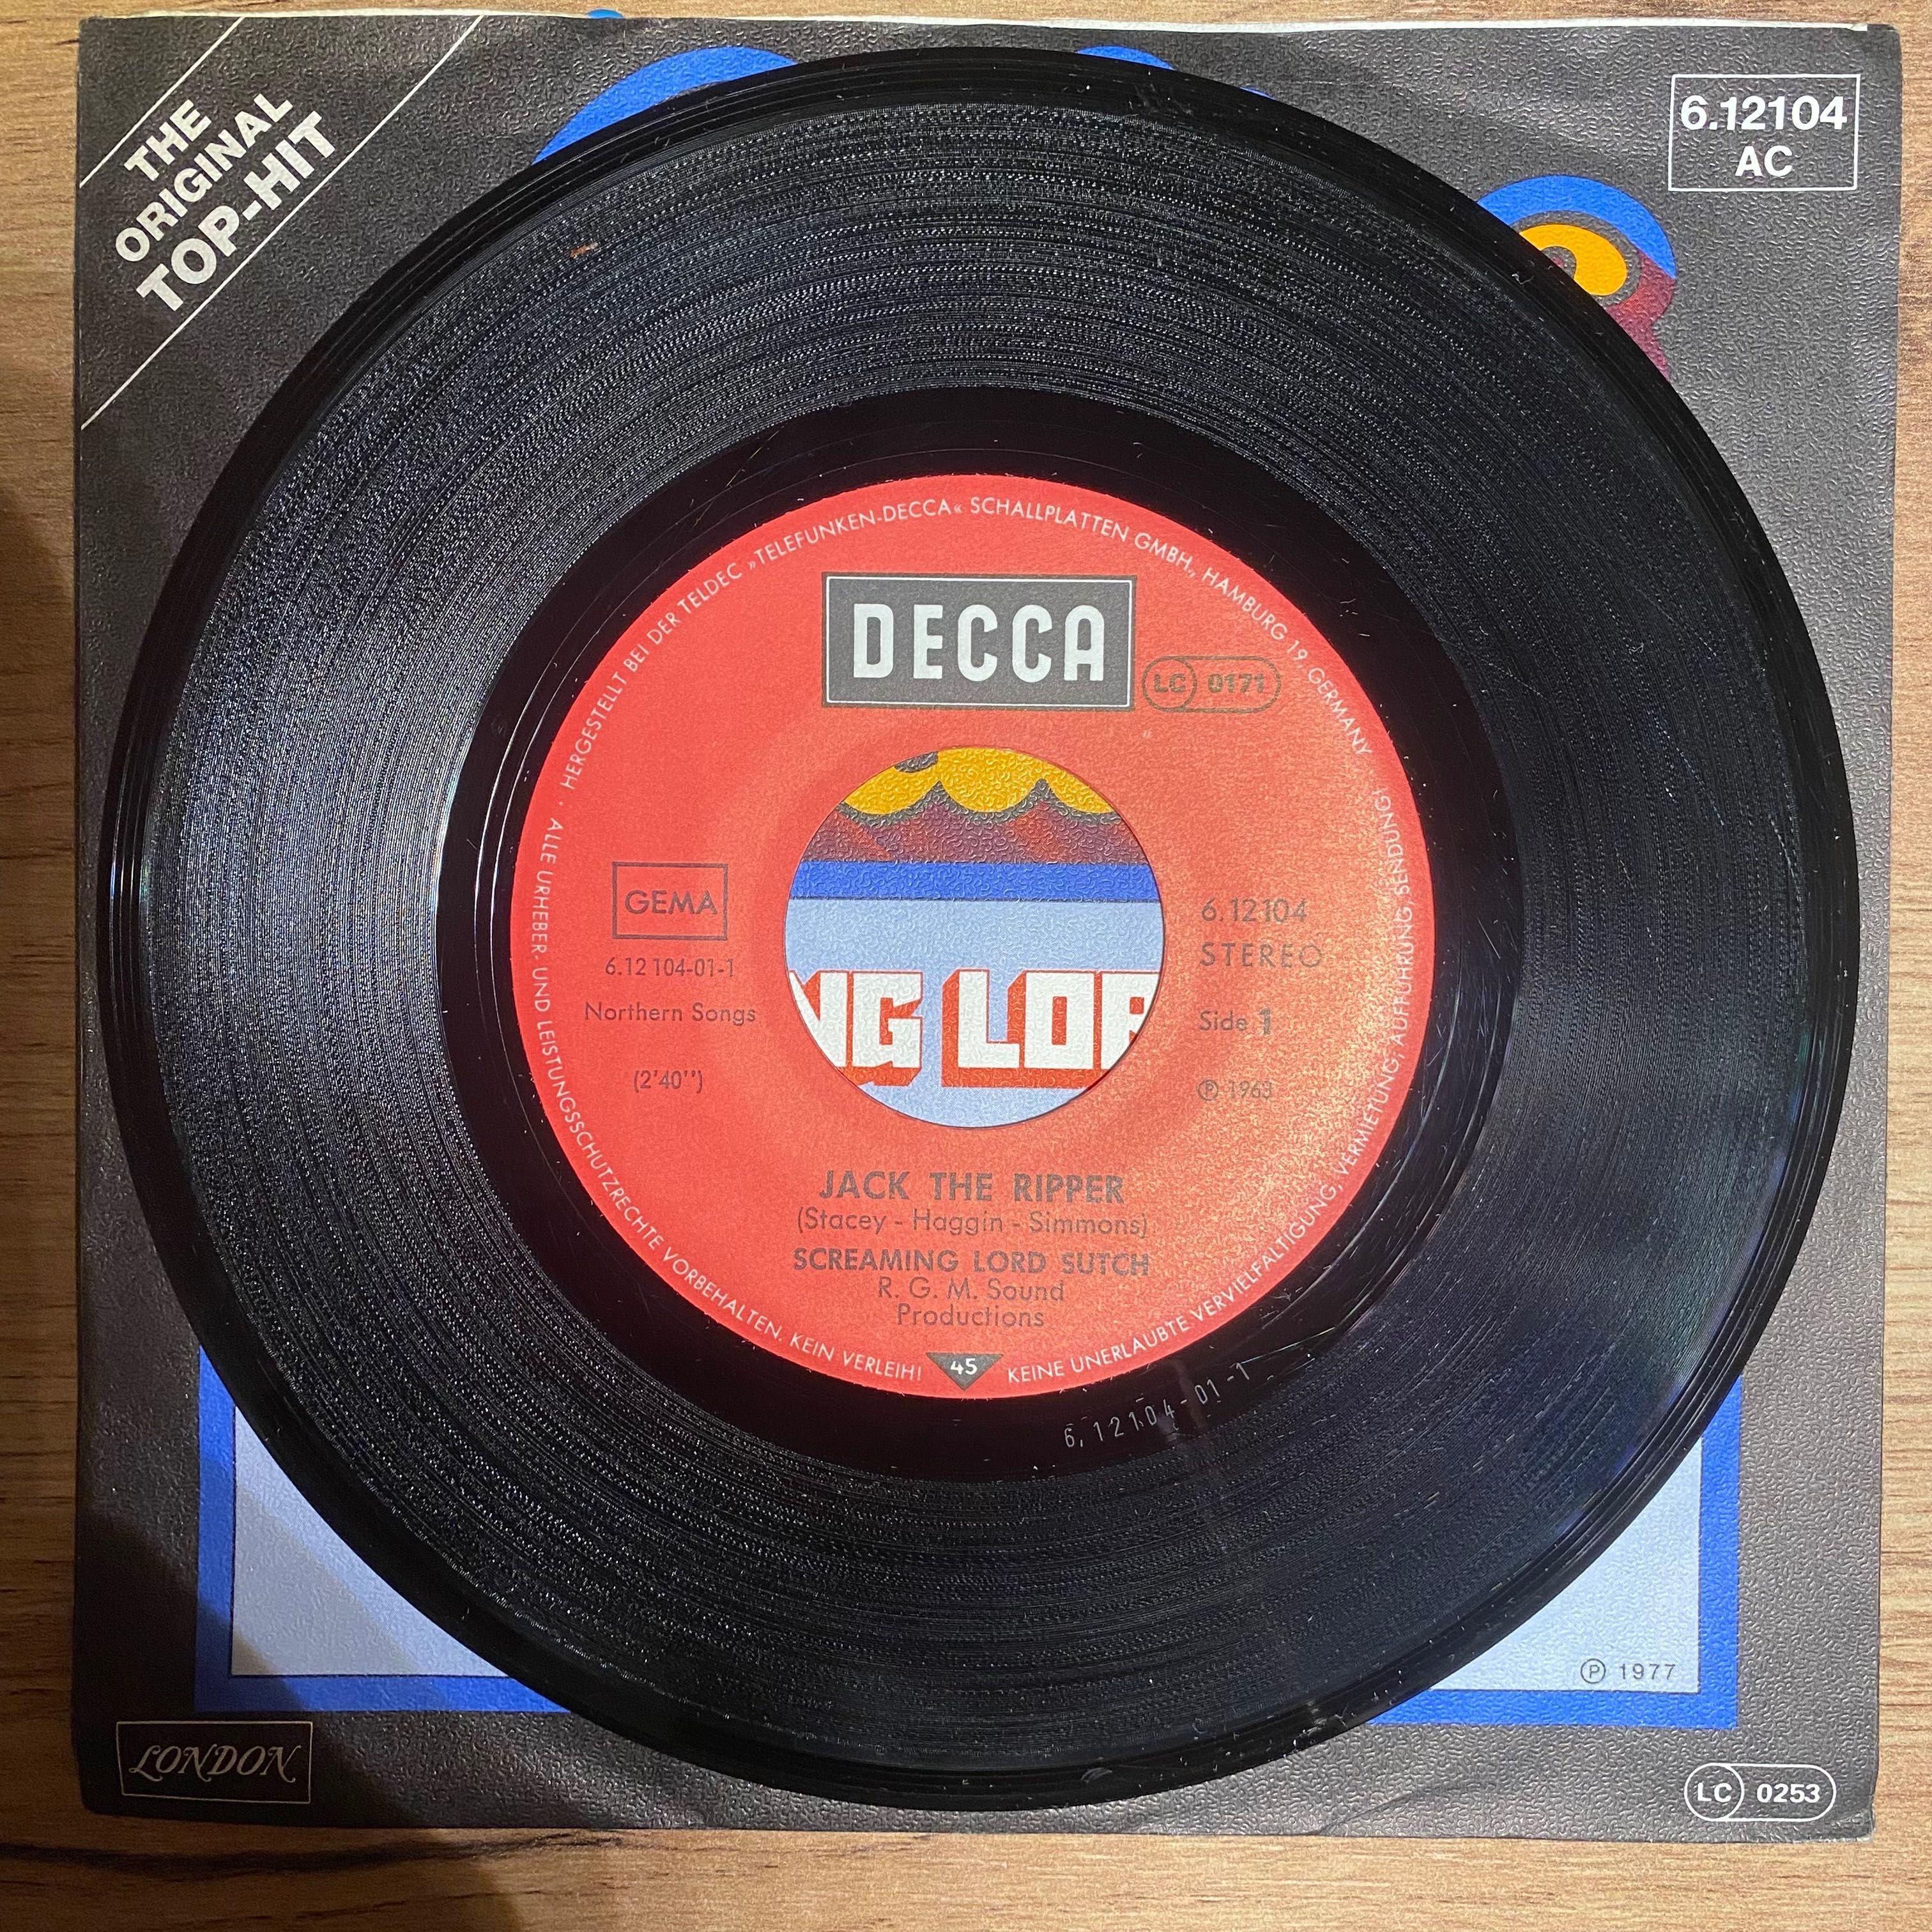 THE
ORIGINAL
TOP-HIT
6.12104
AC
· HERGESTELLT BEI DER TELDEC »TELEFUNKEN-DECCA« SCHALLPLATTEN GMBH., HAMBURG 19, GERMANY
DECCA
LC 0171
GEMA
6.12 104-01-1
Northern Songs
(2'40'')
NG LOR
6.12104
STEREO
Side 1
℗ 1963
JACK THE RIPPER
(Stacey - Haggin - Simmons)
SCREAMING LORD SUTCH
R. G. M. Sound
Productions
ALLE URHEBER- UND LEISTUNGSSCHUTZRECHTE VORBEHALTEN. KEIN VERLEIH!
45
KEINE UNERLAUBTE VERVIELFÄLTIGUNG, VERMIETUNG, AUFFÜHRUNG, SENDUNG!
6.12104-01-1
℗ 1977
LONDON
LC 0253